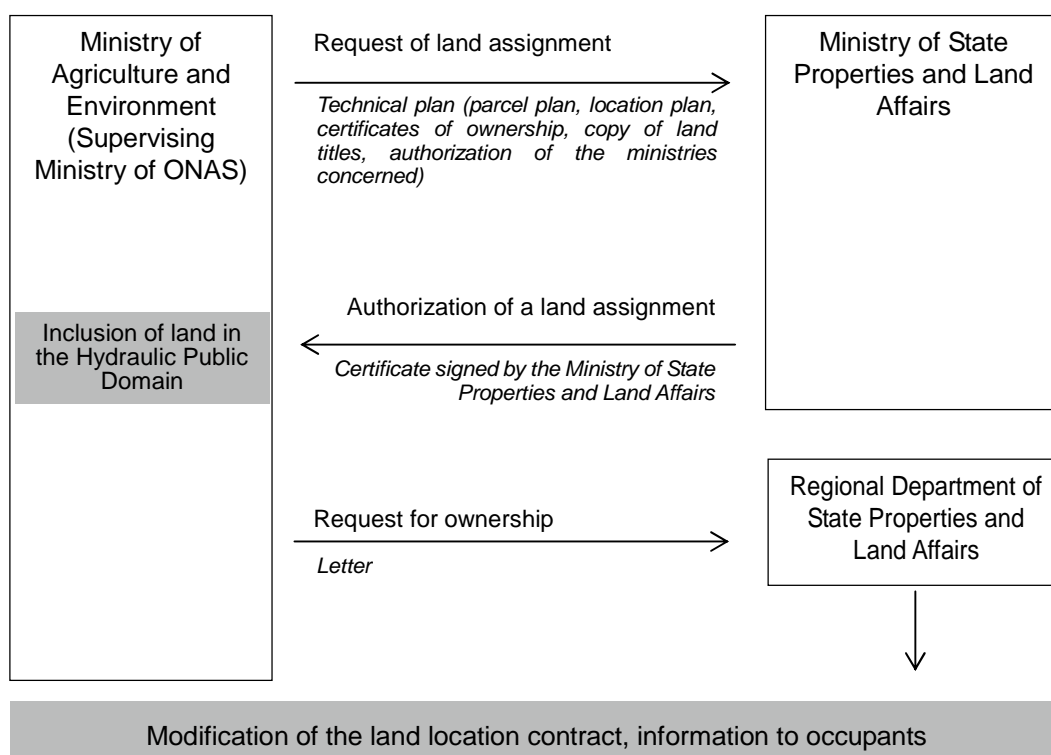 Ministry of
Agriculture and
Environment
(Supervising
Ministry of ONAS)
Request of land assignment
Technical plan (parcel plan, location plan,
certificates of ownership, copy of land
titles, authorization of the ministries
concerned)
Ministry of State
Properties and Land
Affairs
Authorization of a land assignment
Certificate signed by the Ministry of State
Properties and Land Affairs
Inclusion of land in
the Hydraulic Public
Domain
Request for ownership
Letter
Regional Department of
State Properties and
Land Affairs
Modification of the land location contract, information to occupants